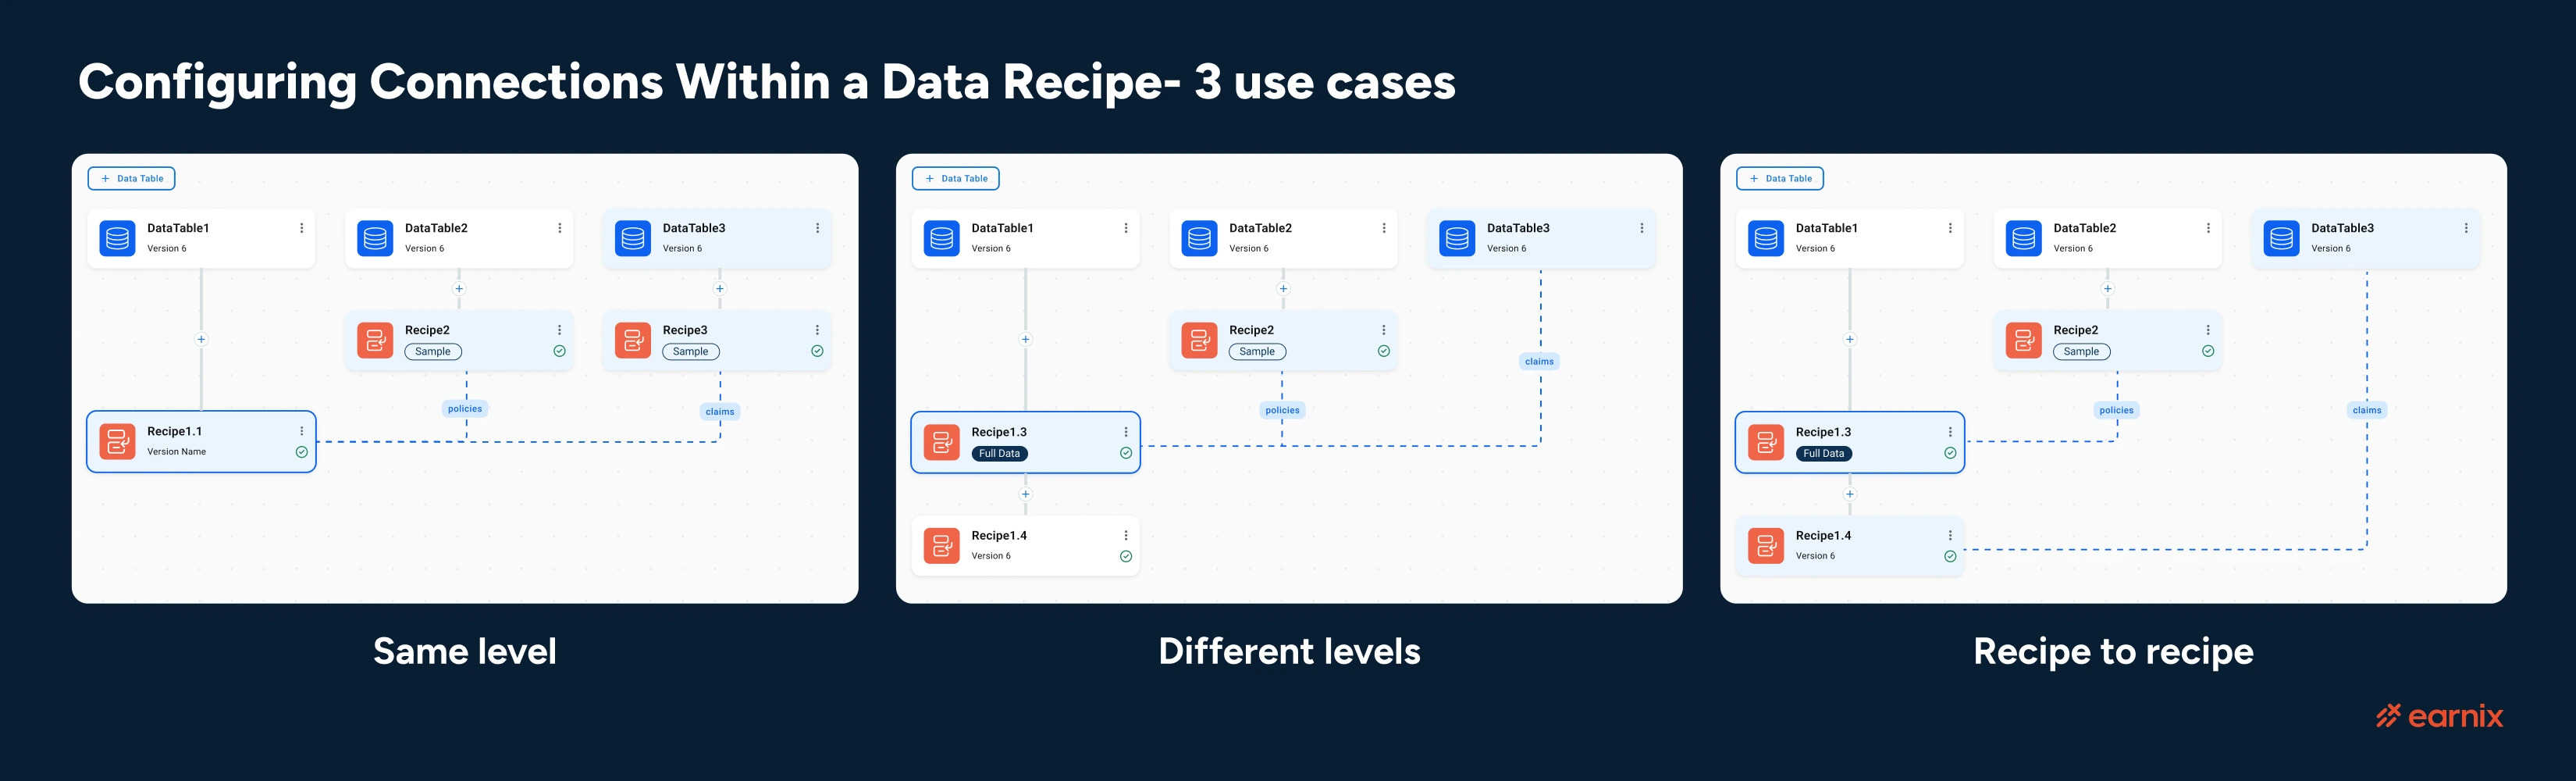 Configuring Connections Within a Data Recipe- 3 use cases
+ Data Table
DataTable1
Version 6
DataTable2
Version 6
DataTable3
Version 6
Recipe2
Sample
Recipe3
Sample
policies
claims
Recipe1.1
Version Name
Same level
+ Data Table
DataTable1
Version 6
DataTable2
Version 6
DataTable3
Version 6
Recipe2
Sample
claims
policies
Recipe1.3
Full Data
Recipe1.4
Version 6
Different levels
+ Data Table
DataTable1
Version 6
DataTable2
Version 6
DataTable3
Version 6
Recipe2
Sample
policies
claims
Recipe1.3
Full Data
Recipe1.4
Version 6
Recipe to recipe
earnix